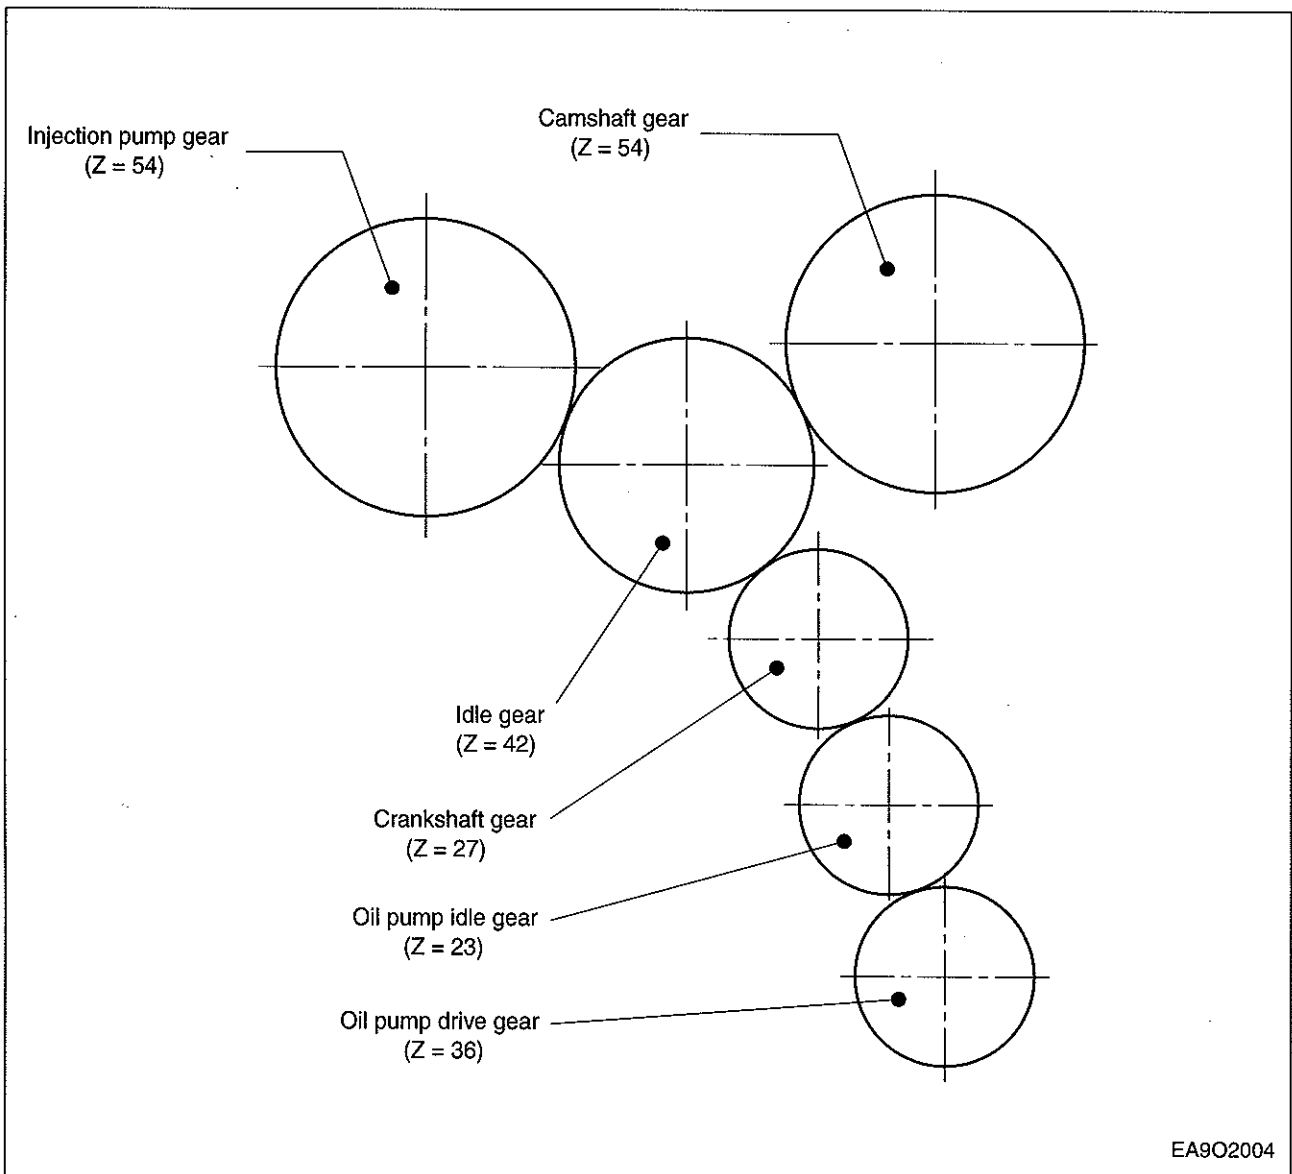 Injection pump gear
(Z = 54)
Camshaft gear
(Z = 54)
Idle gear
(Z = 42)
Crankshaft gear
(Z = 27)
Oil pump idle gear
(Z = 23)
Oil pump drive gear
(Z = 36)
EA9O2004